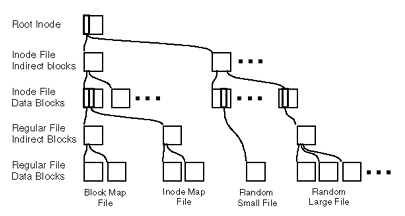 Root Inode
Inode File
Indirect blocks
Inode File
Data Blocks
Regular File
Indirect Blocks
Regular File
Data Blocks
Block Map
File
Inode Map
File
Random
Small File
Random
Large File